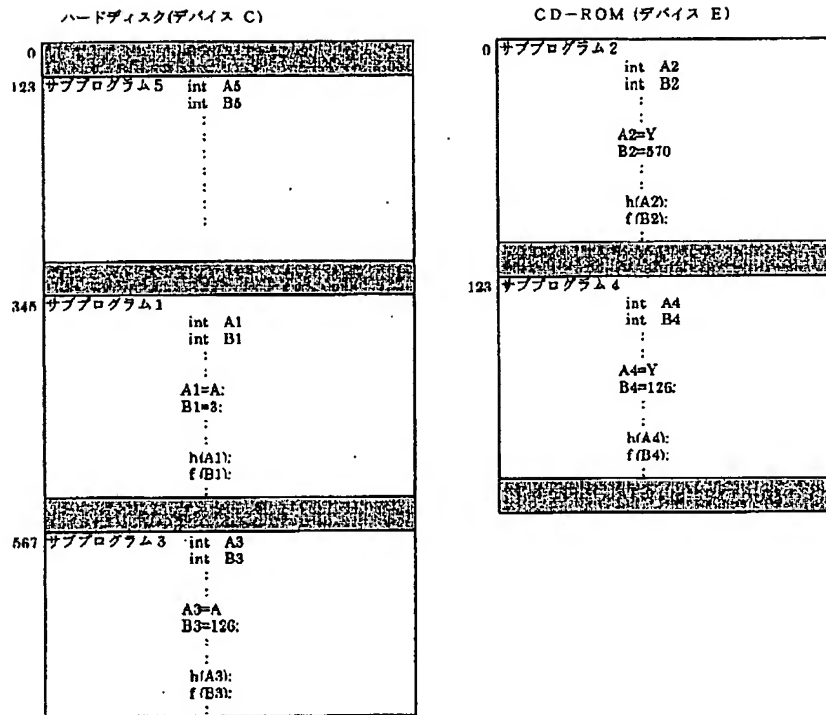 ハードディスク(デバイス C)
0
123 サブプログラム5 int A5
int B5
345 サブプログラム1
int A1
int B1
A1=A:
B1=3:
h(A1):
f(B1):
567 サブプログラム3 int A3
int B3
A3=A
B3=126:
h(A3):
f(B3):
CD-ROM (デバイス E)
0 サブプログラム2
int A2
int B2
A2=Y
B2=570
h(A2):
f(B2):
123 サブプログラム4
int A4
int B4
A4=Y
B4=126:
h(A4):
f(B4):